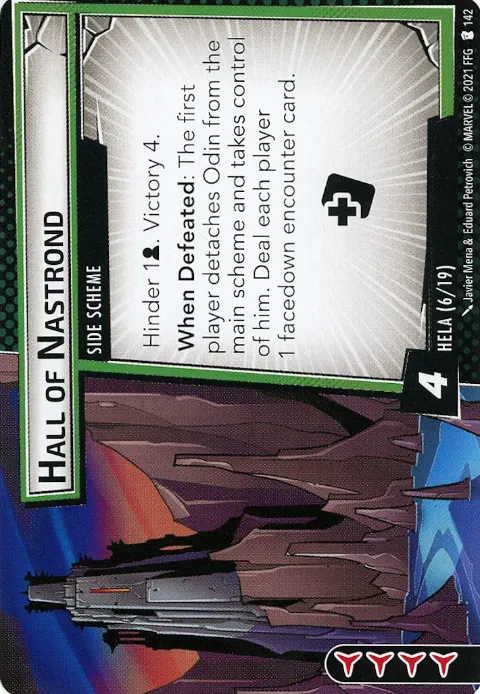 HALL OF NASTROND
SIDE SCHEME
Hinder 1. Victory 4.
When Defeated: The first
player detaches Odin from the
main scheme and takes control
of him. Deal each player
1 facedown encounter card.
4
HELA (6/19)
Javier Mena & Eduard Petrovich © MARVEL © 2021 FFG 142